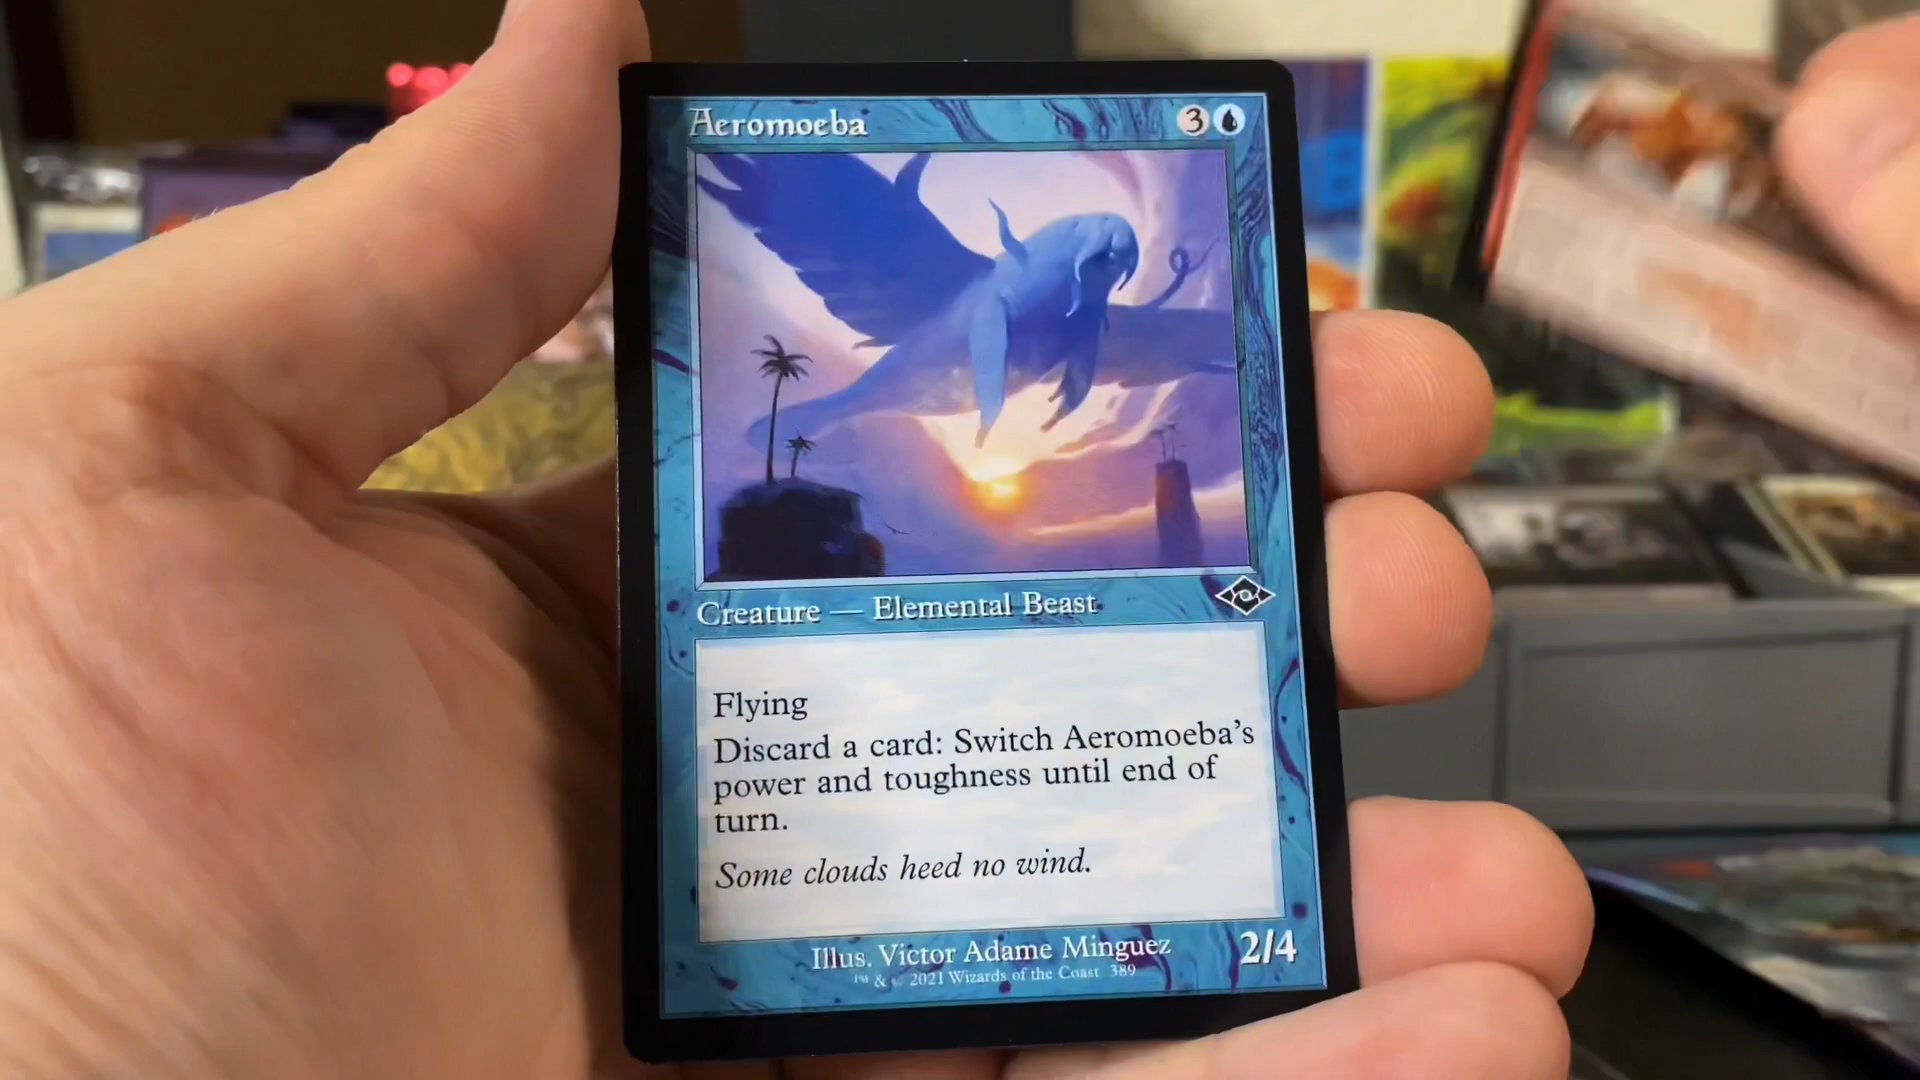 Aeromoeba 3
Creature — Elemental Beast
Flying
Discard a card: Switch Aeromoeba's
power and toughness until end of
turn.
Some clouds heed no wind.
Illus. Victor Adame Minguez
2/4
™ & © 2021 Wizards of the Coast 389